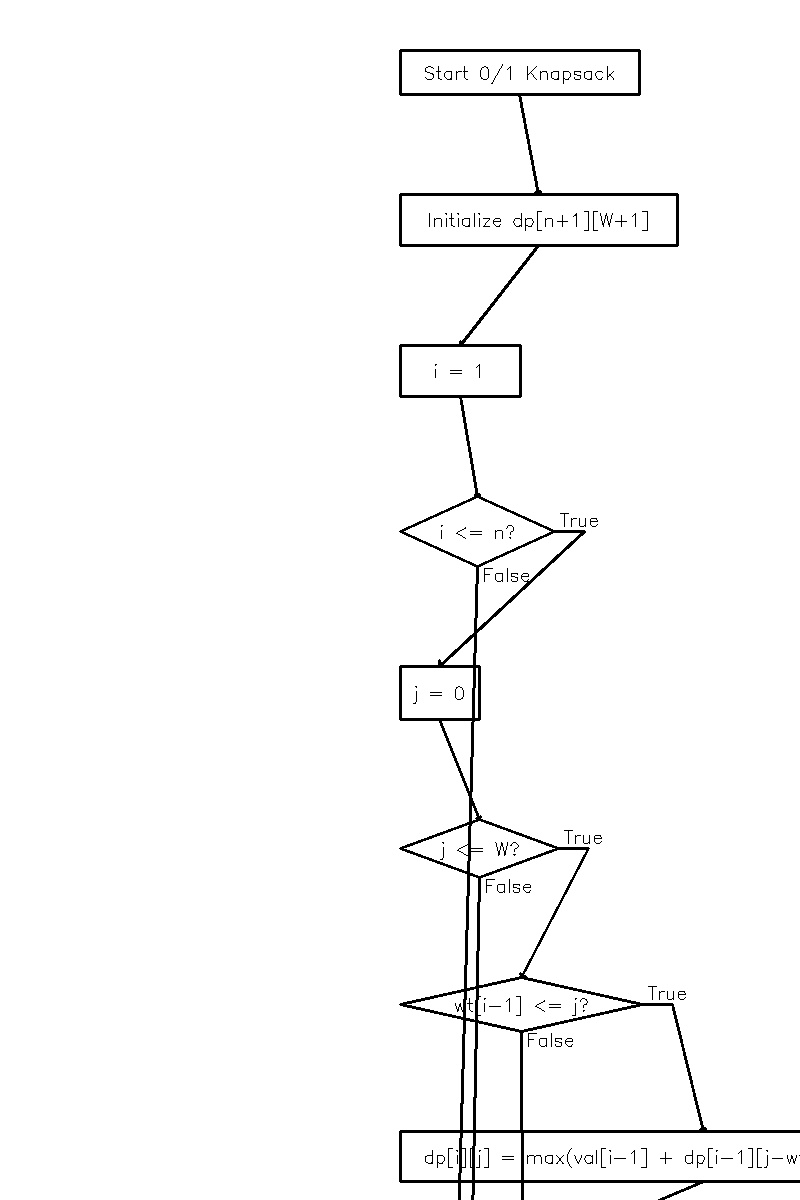 Start 0/1 Knapsack
Initialize dp[n+1][W+1]
i = 1
i <= n?
True
False
j = 0
j <= W?
True
False
wt[i-1] <= j?
True
False
dp[i][j] = max(val[i-1] + dp[i-1][j-w